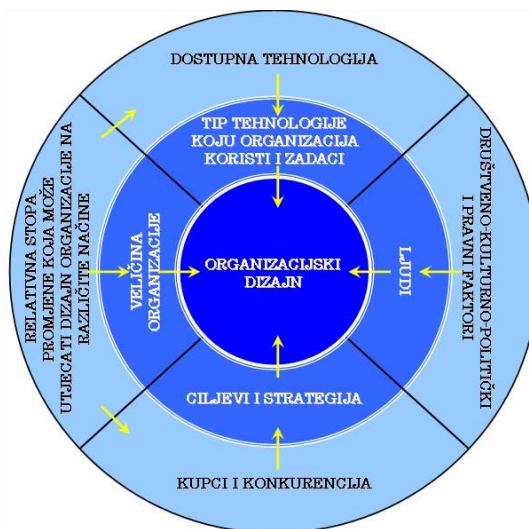 DOSTUPNA TEHNOLOGIJA
TIP TEHNOLOGIJE
KOJU ORGANIZACIJA
KORISTI I ZADACI
RELATIVNA STOPA
PROMJENE KOJA MOŽE
UTJECATI DIZAJN ORGANIZACIJE NA
RAZLIČITE NAČINE
VELIČINA
ORGANIZACIJE
ORGANIZACIJSKI
DIZAJN
LJUDI
DRUŠTVENO-KULTURNO-POLITIČKI
I PRAVNI FAKTORI
CILJEVI I STRATEGIJA
KUPCI I KONKURENCIJA